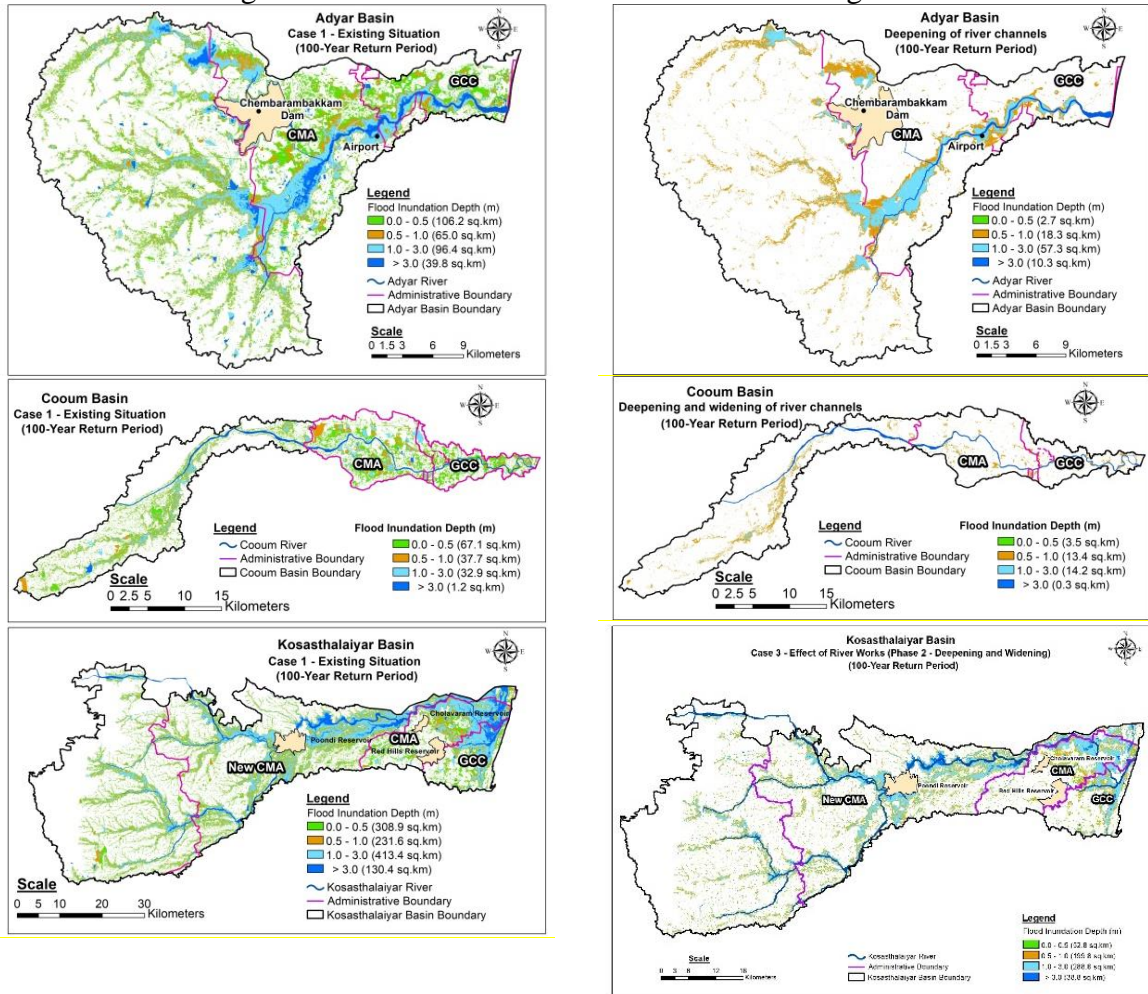 Adyar Basin
Case 1 - Existing Situation
(100-Year Return Period)
N
W E
S
GCC
Chembarambakkam
Dam
CMA
Airport
Legend
Flood Inundation Depth (m)
0.0 - 0.5 (106.2 sq.km)
0.5 - 1.0 (65.0 sq.km)
1.0 - 3.0 (96.4 sq.km)
> 3.0 (39.8 sq.km)
Adyar River
Administrative Boundary
Adyar Basin Boundary
Scale
0 1.5 3 6 9
Kilometers
Adyar Basin
Deepening of river channels
(100-Year Return Period)
N
W E
S
GCC
Chembarambakkam
Dam
CMA
Airport
Legend
Flood Inundation Depth (m)
0.0 - 0.5 (2.7 sq.km)
0.5 - 1.0 (18.3 sq.km)
1.0 - 3.0 (57.3 sq.km)
> 3.0 (10.3 sq.km)
Adyar River
Administrative Boundary
Adyar Basin Boundary
Scale
0 1.5 3 6 9
Kilometers
Cooum Basin
Case 1 - Existing Situation
(100-Year Return Period)
N
W E
S
CMA
GCC
Legend
Cooum River
Administrative Boundary
Cooum Basin Boundary
Flood Inundation Depth (m)
0.0 - 0.5 (67.1 sq.km)
0.5 - 1.0 (37.7 sq.km)
1.0 - 3.0 (32.9 sq.km)
> 3.0 (1.2 sq.km)
Scale
0 2.5 5 10 15
Kilometers
Cooum Basin
Deepening and widening of river channels
(100-Year Return Period)
N
W E
S
CMA
GCC
Legend
Cooum River
Administrative Boundary
Cooum Basin Boundary
Flood Inundation Depth (m)
0.0 - 0.5 (3.5 sq.km)
0.5 - 1.0 (13.4 sq.km)
1.0 - 3.0 (14.2 sq.km)
> 3.0 (0.3 sq.km)
Scale
0 2.5 5 10 15
Kilometers
Kosasthalaiyar Basin
Case 1 - Existing Situation
(100-Year Return Period)
N
W E
S
Cholavaram Reservoir
CMA
Poondi Reservoir
Red Hills Reservoir
New CMA
GCC
Legend
Flood Inundation Depth (m)
0.0 - 0.5 (308.9 sq.km)
0.5 - 1.0 (231.6 sq.km)
1.0 - 3.0 (413.4 sq.km)
> 3.0 (130.4 sq.km)
Kosasthalaiyar River
Administrative Boundary
Kosasthalaiyar Basin Boundary
Scale
0 5 10 20 30
Kilometers
Kosasthalaiyar Basin
Case 3 - Effect of River Works (Phase 2 - Deepening and Widening)
(100-Year Return Period)
N
W E
S
Cholavaram Reservoir
CMA
Poondi Reservoir
Red Hills Reservoir
New CMA
GCC
Legend
Flood Inundation Depth (m)
0.0 - 0.5
0.5 - 1.0
1.0 - 3.0
> 3.0
Kosasthalaiyar River
Administrative Boundary
Kosasthalaiyar Basin Boundary
Scale
Kilometers